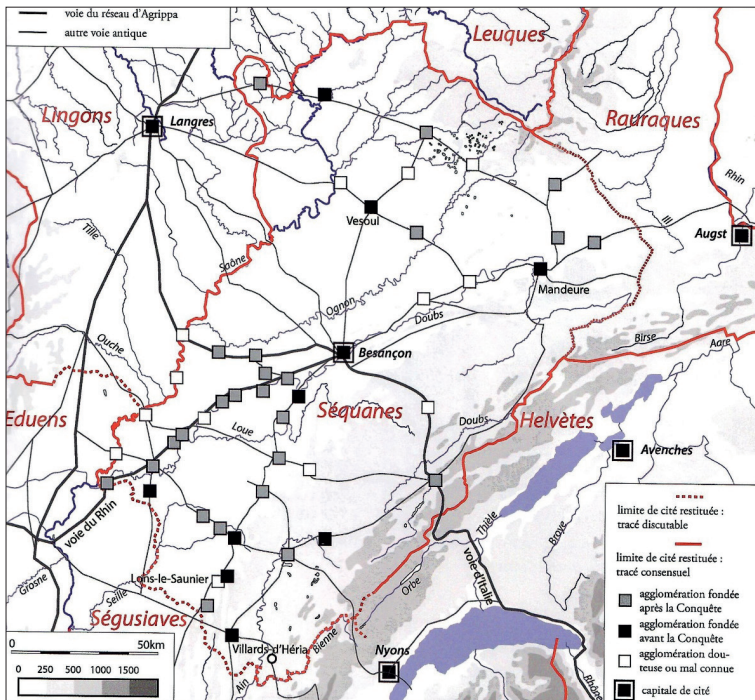 voie du réseau d'Agrippa
autre voie antique
Leuques
Lingons
Langres
Rauraques
Rhin
Ill
Augst
Vesoul
Tille
Saône
Ognon
Mandeure
Doubs
Birse
Aare
Ouche
Besançon
Eduens
Séquanes
Helvètes
Loue
Doubs
Avenches
voie du Rhin
Thièle
Broye
Orbe
voie d'Italie
Grosne
Seille
Lons-le-Saunier
Ségusiaves
Villards-d'Héria
Bienne
Ain
Nyons
Rhône
0 50km
0 250 500 1000 1500
limite de cité restituée :
tracé discutable
limite de cité restituée :
tracé consensuel
agglomération fondée
après la Conquête
agglomération fondée
avant la Conquête
agglomération dou-
teuse ou mal connue
capitale de cité